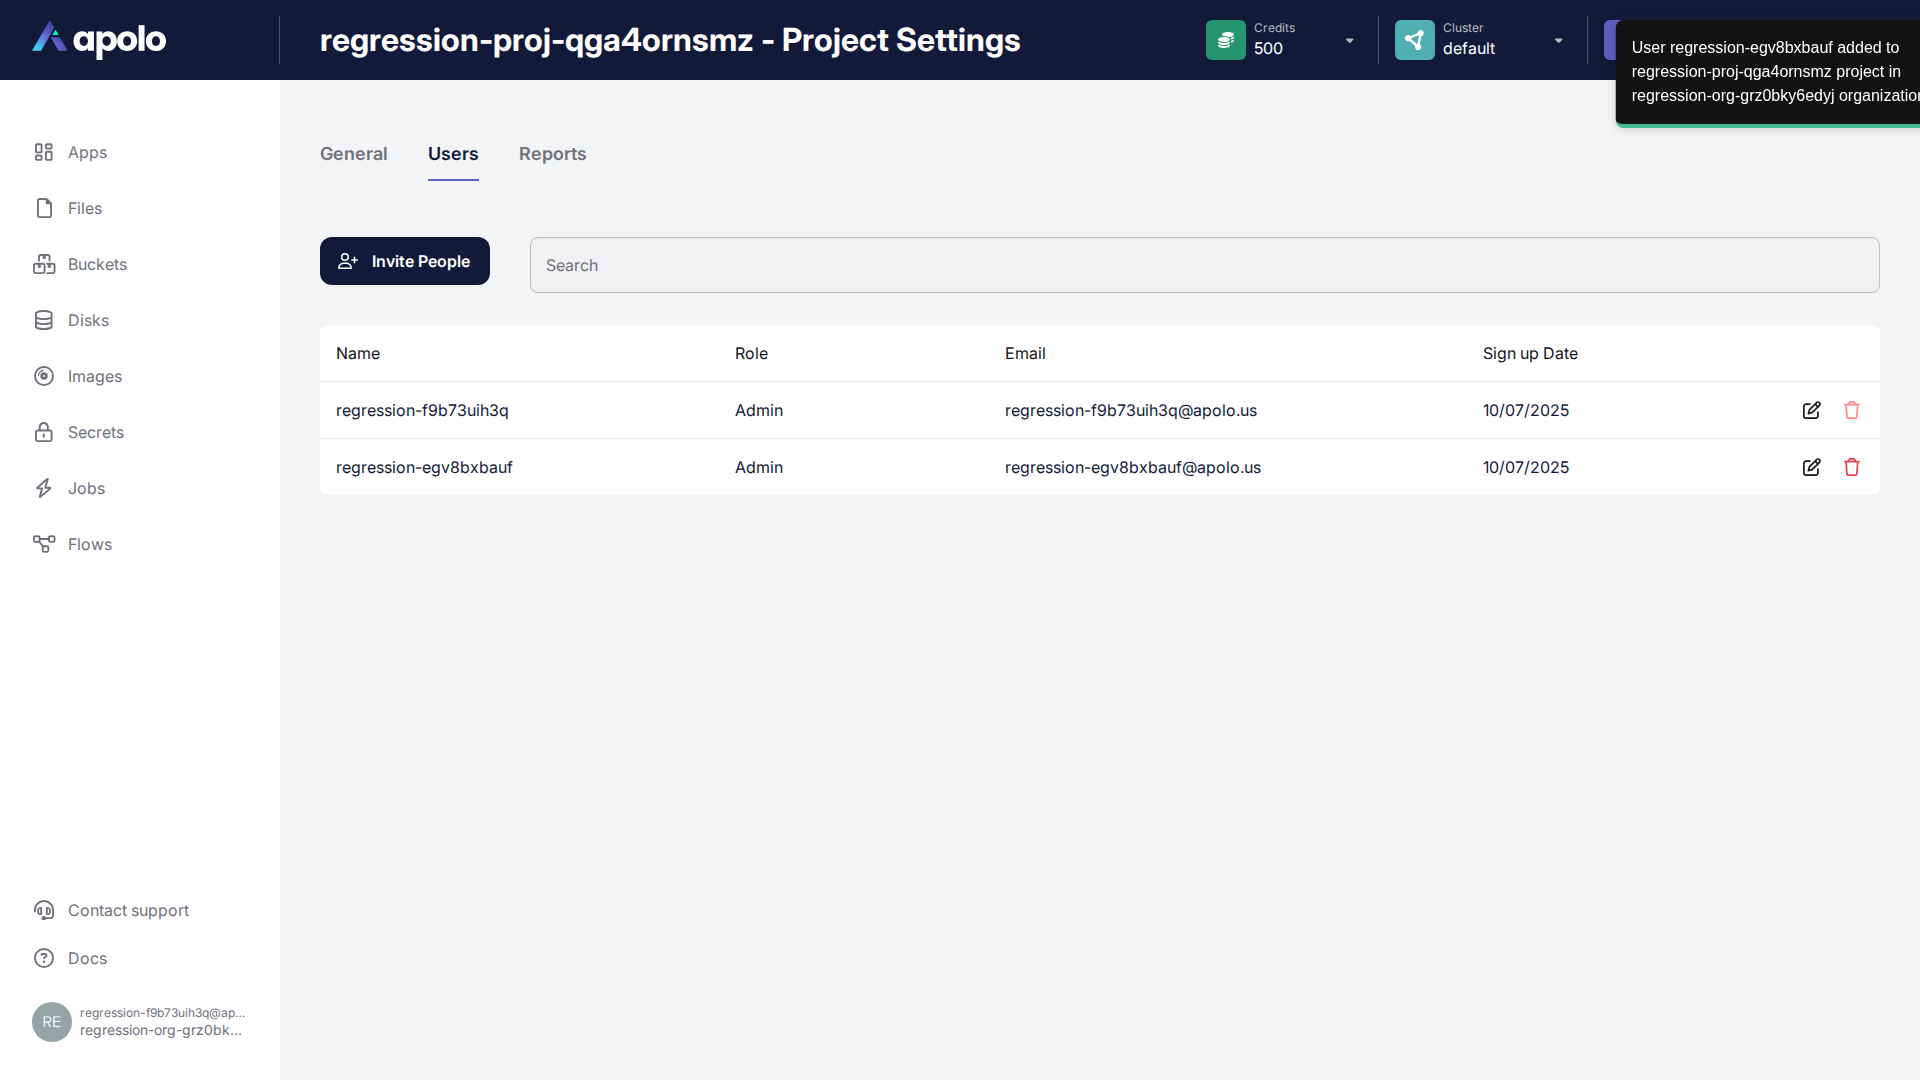 apolo
regression-proj-qga4ornsmz - Project Settings
Credits
500
Cluster
default
User regression-egv8bxbauf added to
regression-proj-qga4ornsmz project in
regression-org-grz0bky6edyj organization
Apps
Files
Buckets
Disks
Images
Secrets
Jobs
Flows
Contact support
Docs
RE
regression-f9b73uih3q@ap...
regression-org-grz0bk...
General Users Reports
Invite People
Search
Name Role Email Sign up Date
regression-f9b73uih3q Admin regression-f9b73uih3q@apolo.us 10/07/2025
regression-egv8bxbauf Admin regression-egv8bxbauf@apolo.us 10/07/2025